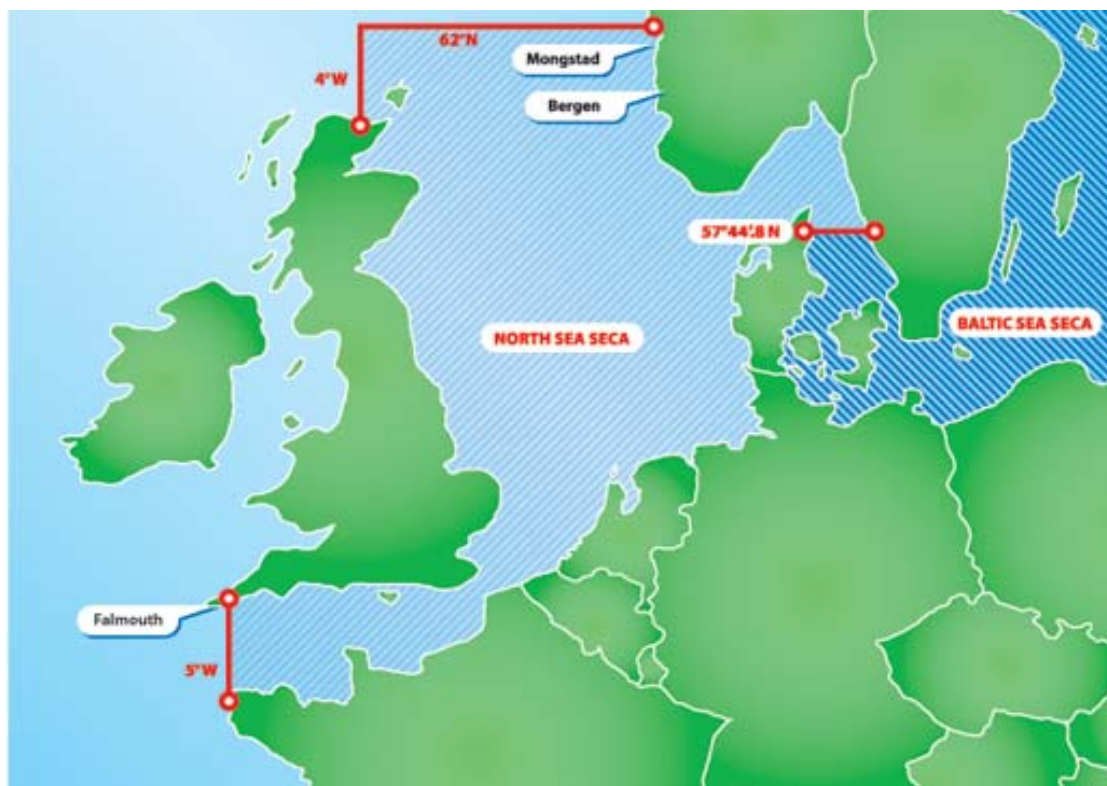 62°N
4°W
Mongstad
Bergen
57°44'.8 N
NORTH SEA SECA
BALTIC SEA SECA
Falmouth
5°W